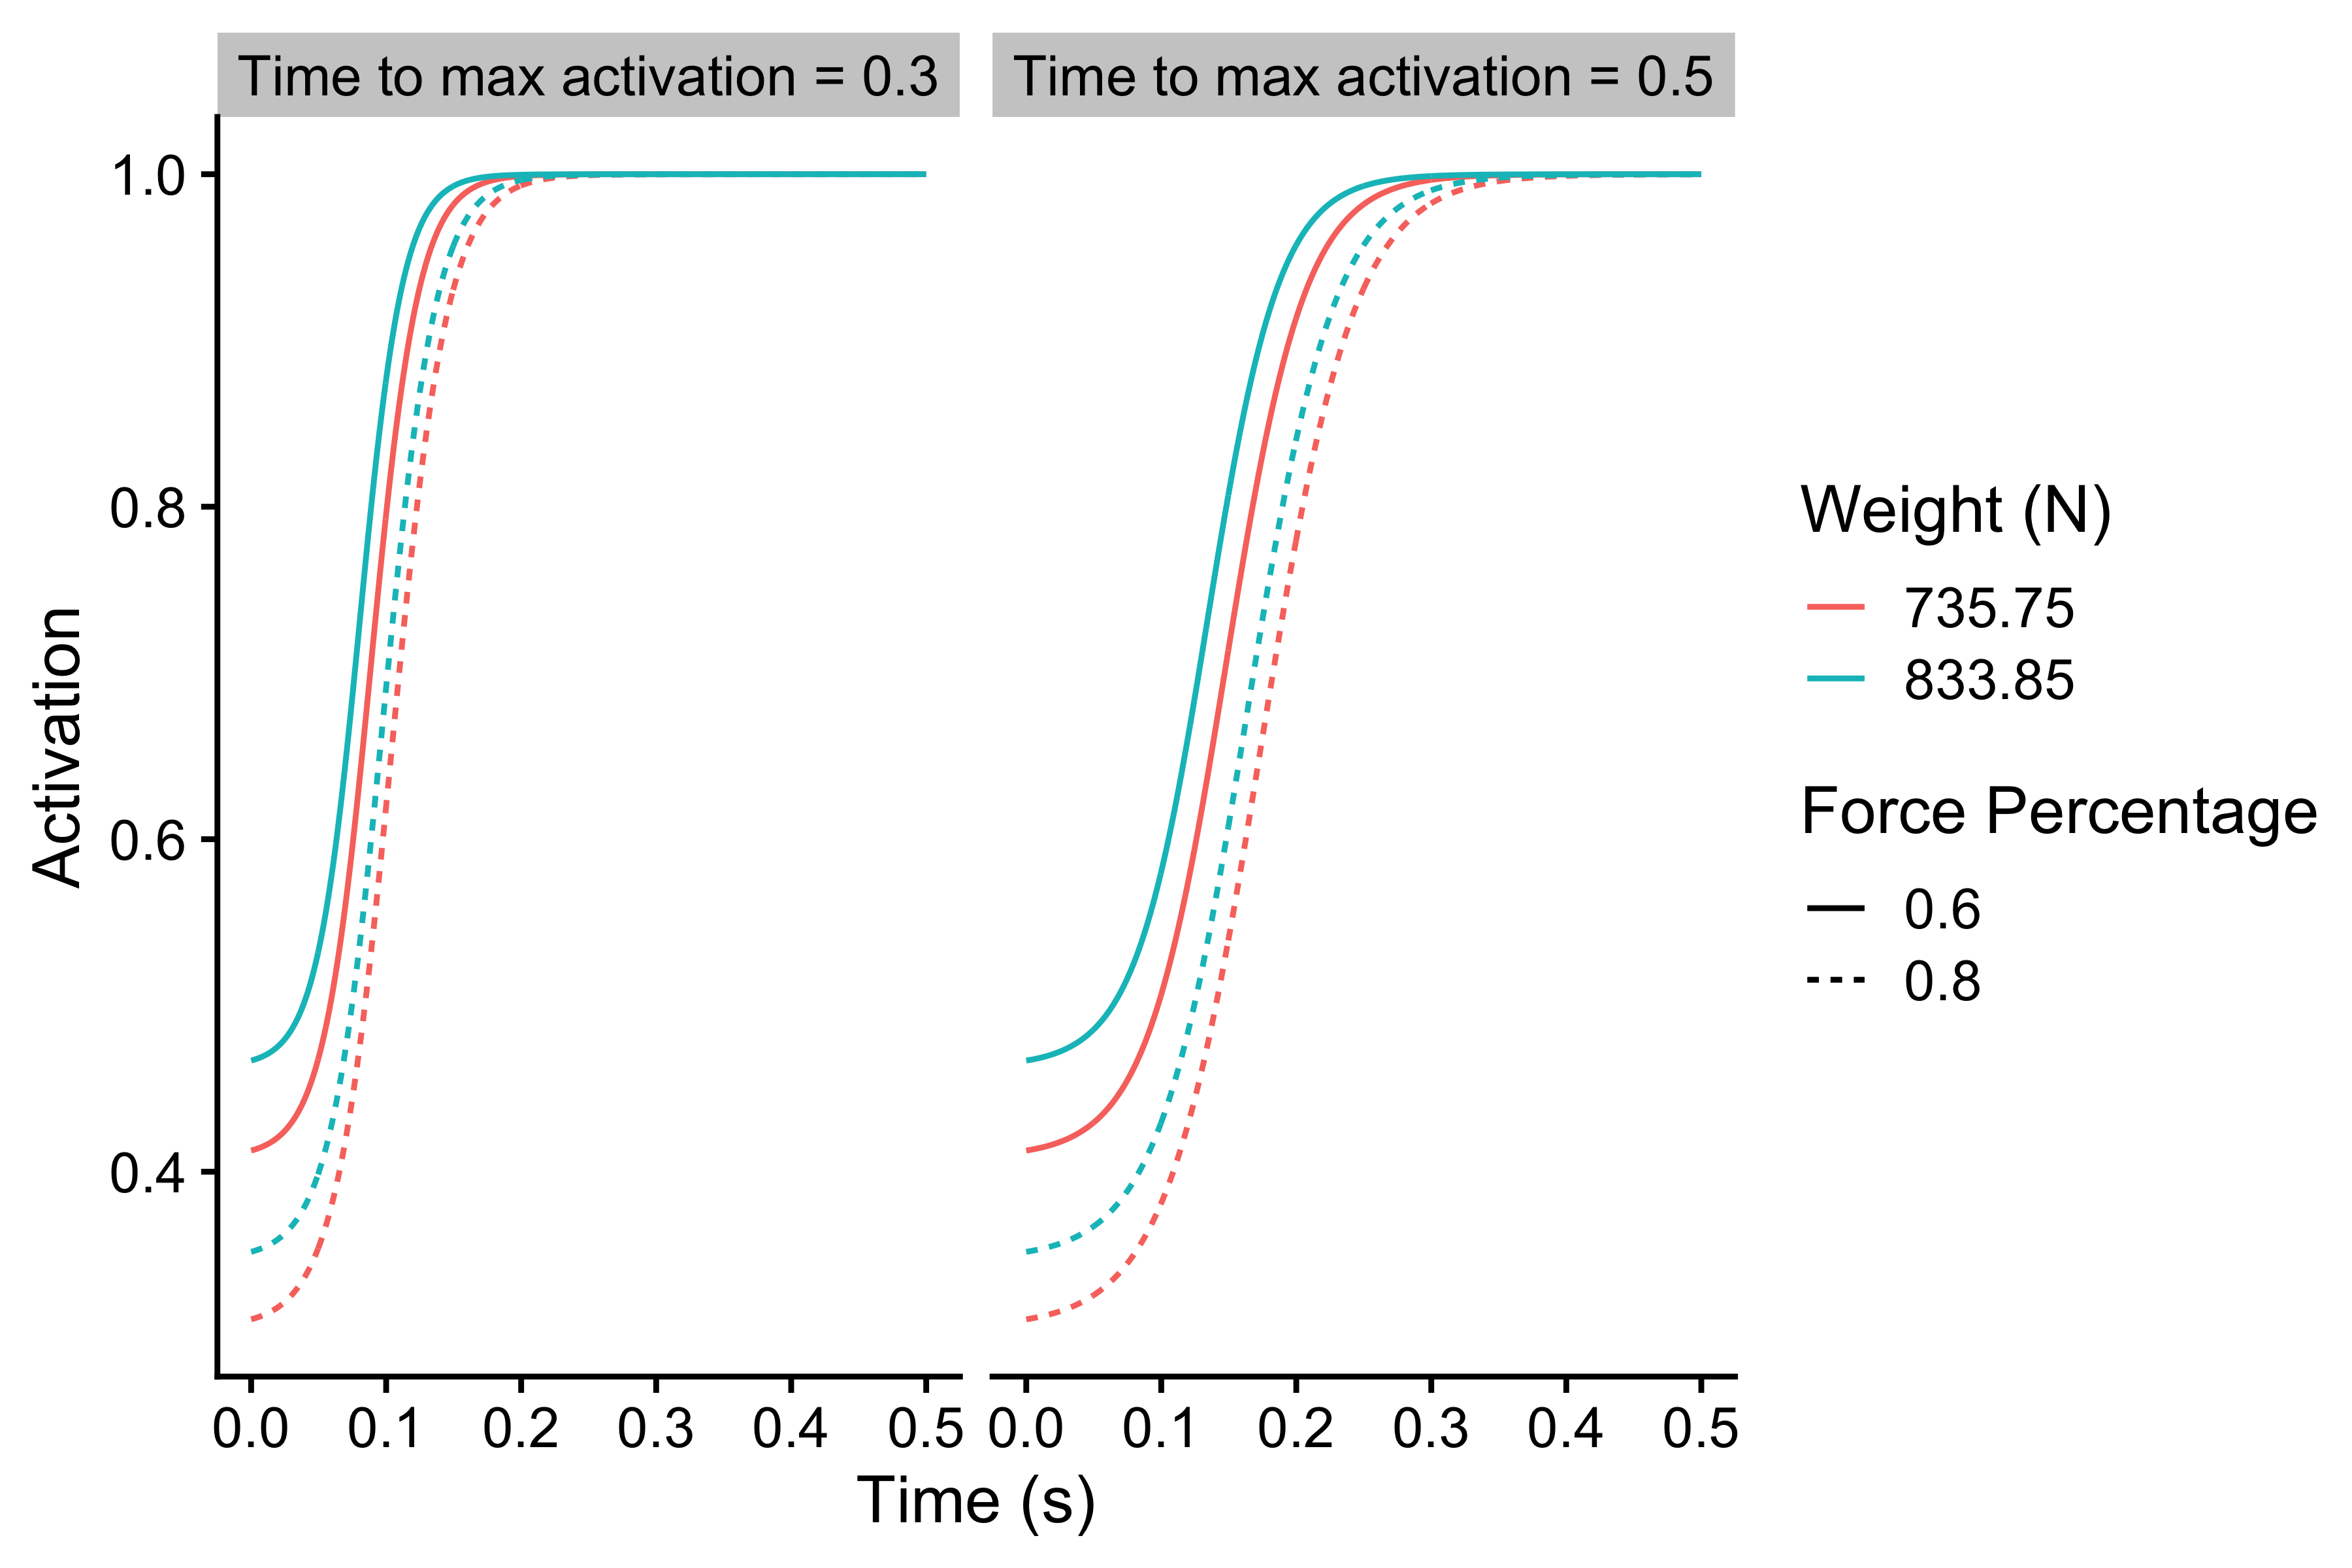 Time to max activation = 0.3
Time to max activation = 0.5
1.0
0.8
0.6
0.4
Activation
0.0 0.1 0.2 0.3 0.4 0.5
0.0 0.1 0.2 0.3 0.4 0.5
Time (s)
Weight (N)
735.75
833.85
Force Percentage
0.6
0.8